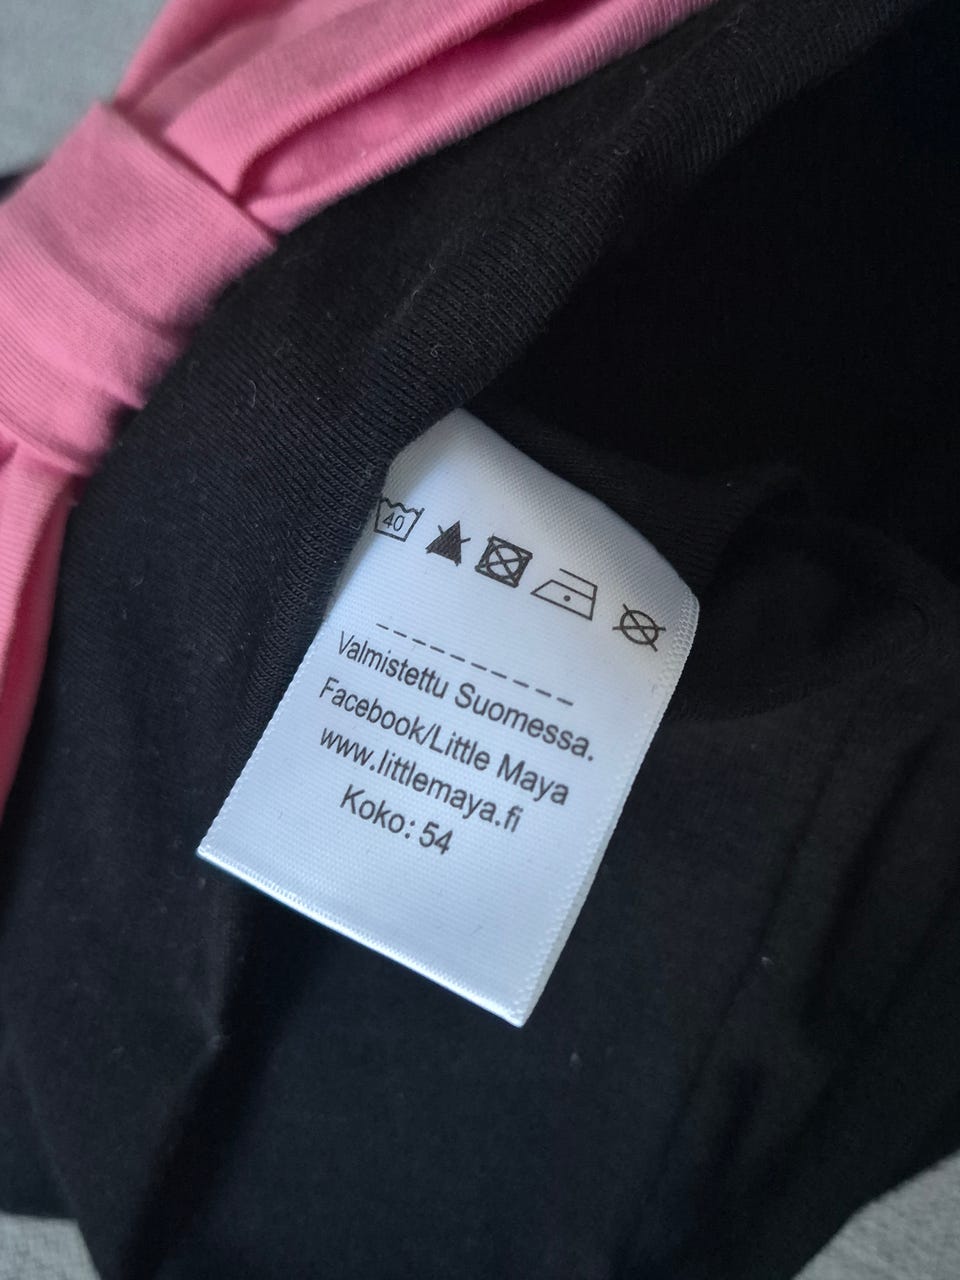 40
Valmistettu Suomessa.
Facebook/Little Maya
www.littlemaya.fi
Koko: 54